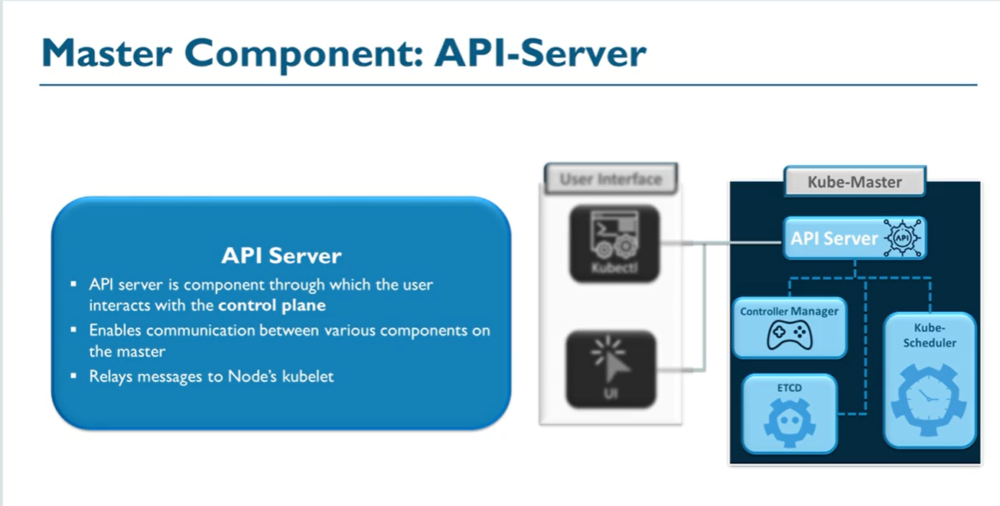 Master Component: API-Server
API Server
▪ API server is component through which the user
interacts with the control plane
▪ Enables communication between various components on
the master
▪ Relays messages to Node's kubelet
User Interface
Kubectl
UI
Kube-Master
API Server
API
Controller Manager
Kube-
Scheduler
ETCD